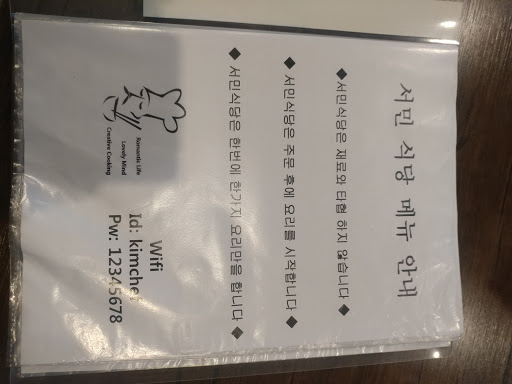 서민 식당 메뉴 안내
◆서민식당은 재료와 타협 하지 않습니다◆
◆ 서민식당은 주문 후에 요리를 시작합니다 ◆
◆ 서민식당은 한번에 한가지 요리만을 합니다 ◆
Romantic Life
Lovely Mind
Creative Cooking
Wifi
Id: kimche
Pw: 12345678